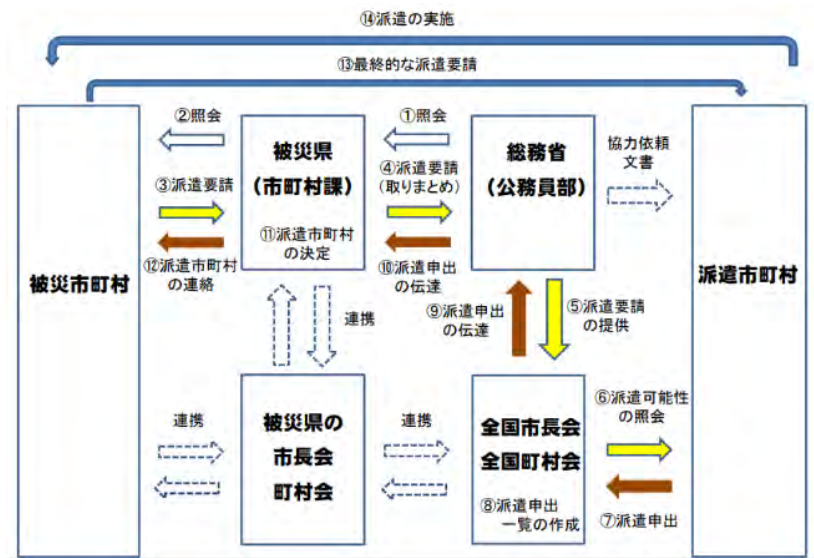 ⑭派遣の実施
⑬最終的な派遣要請
②照会
①照会
被災県
(市町村課)
総務省
(公務員部)
協力依頼
文書
③派遣要請
④派遣要請
(取りまとめ)
⑪派遣市町村
の決定
⑫派遣市町村
の連絡
⑩派遣申出
の伝達
被災市町村
派遣市町村
連携
⑨派遣申出
の伝達
⑤派遣要請
の提供
連携
被災県の
市長会
町村会
連携
全国市長会
全国町村会
⑧派遣申出
一覧の作成
⑥派遣可能性
の照会
⑦派遣申出